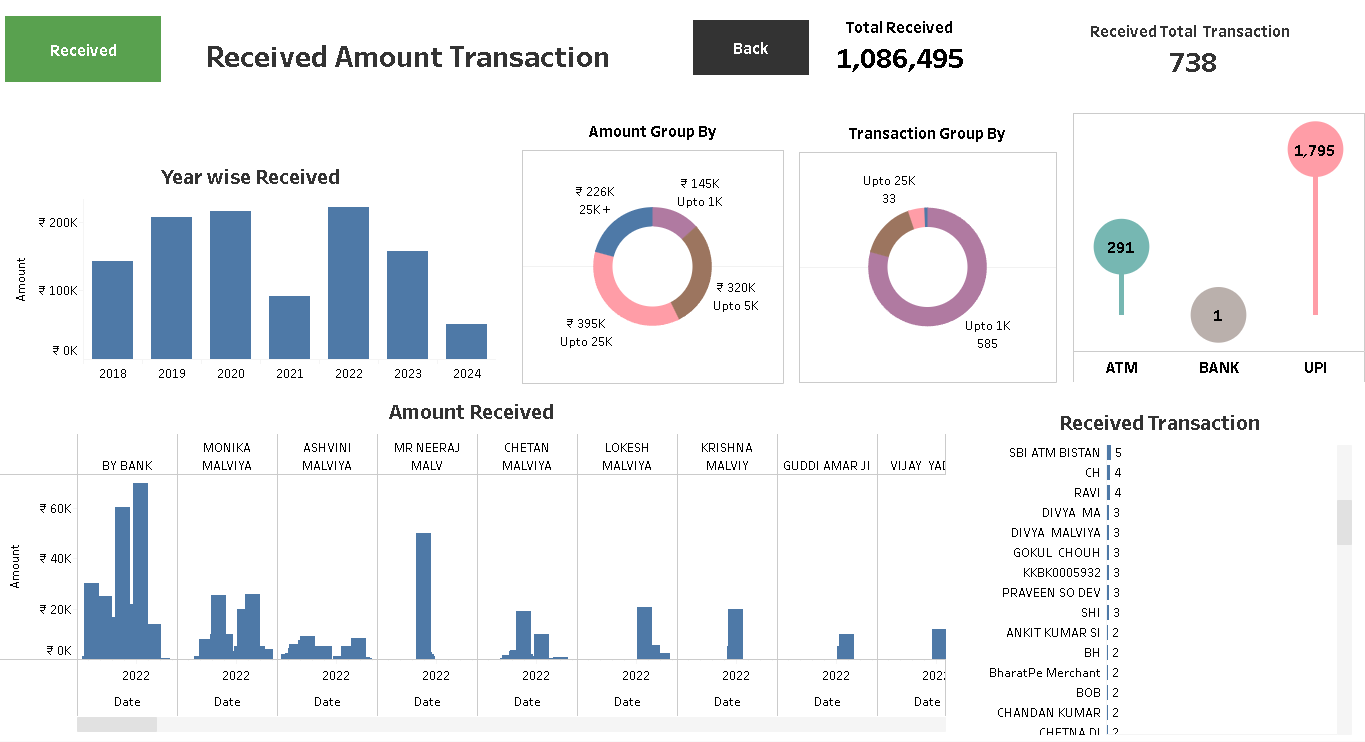 Received
Received Amount Transaction
Back
Total Received
1,086,495
Received Total Transaction
738
Year wise Received
Amount
₹ 200K
₹ 100K
₹ 0K
2018 2019 2020 2021 2022 2023 2024
Amount Group By
₹ 226K
25K+
₹ 145K
Upto 1K
₹ 320K
Upto 5K
₹ 395K
Upto 25K
Transaction Group By
Upto 25K
33
Upto 1K
585
1,795
291
1
ATM BANK UPI
Amount Received
BY BANK
MONIKA
MALVIYA
ASHVINI
MALVIYA
MR NEERAJ
MALV
CHETAN
MALVIYA
LOKESH
MALVIYA
KRISHNA
MALVIY
GUDDI AMAR JI
VIJAY
Amount
₹ 60K
₹ 40K
₹ 20K
₹ 0K
2022 2022 2022 2022 2022 2022 2022 2022
Date Date Date Date Date Date Date Date Date
Received Transaction
SBI ATM BISTAN 5
CH 4
RAVI 4
DIVYA MA 3
DIVYA MALVIYA 3
GOKUL CHOUH 3
KKBK0005932 3
PRAVEEN SO DEV 3
SHI 3
ANKIT KUMAR SI 2
BH 2
BharatPe Merchant 2
BOB 2
CHANDAN KUMAR 2
CHETNA DI 2